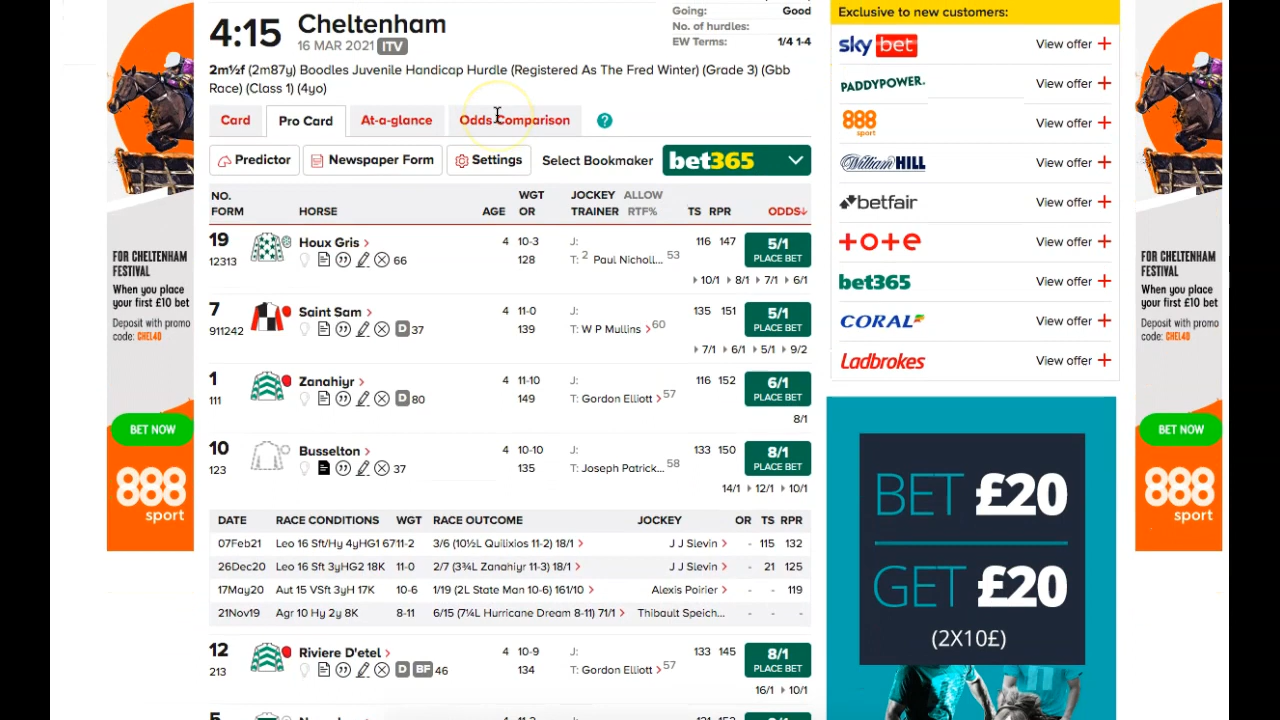 4:15 Cheltenham
16 MAR 2021 ITV
Going: Good
No. of hurdles:
EW Terms: 1/4 1-4
2m½f (2m87y) Boodles Juvenile Handicap Hurdle (Registered As The Fred Winter) (Grade 3) (Gbb
Race) (Class 1) (4yo)
Card Pro Card At-a-glance Odds Comparison ?
Predictor Newspaper Form Settings Select Bookmaker bet365
NO. WGT JOCKEY ALLOW
FORM HORSE AGE OR TRAINER RTF% TS RPR ODDS
19 Houx Gris 4 10-3 J: 116 147 5/1
12313 66 128 T: 2 Paul Nicholl... 53 PLACE BET
10/1 8/1 7/1 6/1
7 Saint Sam 4 11-0 J: 135 151 5/1
911242 D 37 139 T: W P Mullins 60 PLACE BET
7/1 6/1 5/1 9/2
1 Zanahiyr 4 11-10 J: 116 152 6/1
111 D 80 149 T: Gordon Elliott 57 PLACE BET
8/1
10 Busselton 4 10-10 J: 133 150 8/1
123 37 135 T: Joseph Patrick... 58 PLACE BET
14/1 12/1 10/1
DATE RACE CONDITIONS WGT RACE OUTCOME JOCKEY OR TS RPR
07Feb21 Leo 16 Sft/Hy 4yHG1 67 11-2 3/6 (10½L Quilixios 11-2) 18/1 J J Slevin - 115 132
26Dec20 Leo 16 Sft 3yHG2 18K 11-0 2/7 (3¾L Zanahiyr 11-3) 18/1 J J Slevin - 21 125
17May20 Aut 15 VSft 3yH 17K 10-6 1/19 (2L State Man 10-6) 161/10 Alexis Poirier - - 119
21Nov19 Agr 10 Hy 2y 8K 8-11 6/15 (7¼L Hurricane Dream 8-11) 71/1 Thibault Speich... - - -
12 Riviere D'etel 4 10-9 J: 133 145 8/1
213 D BF 46 134 T: Gordon Elliott 57 PLACE BET
16/1 10/1
Exclusive to new customers:
sky bet View offer +
PADDYPOWER. View offer +
888 sport View offer +
William HILL View offer +
betfair View offer +
tote View offer +
bet365 View offer +
CORAL View offer +
Ladbrokes View offer +
BET £20
GET £20
(2X10£)
FOR CHELTENHAM
FESTIVAL
When you place
your first £10 bet
Deposit with promo
code: CHEL40
BET NOW
888
sport
FOR CHELTENHAM
FESTIVAL
When you place
your first £10 bet
Deposit with promo
code: CHEL40
BET NOW
888
sport